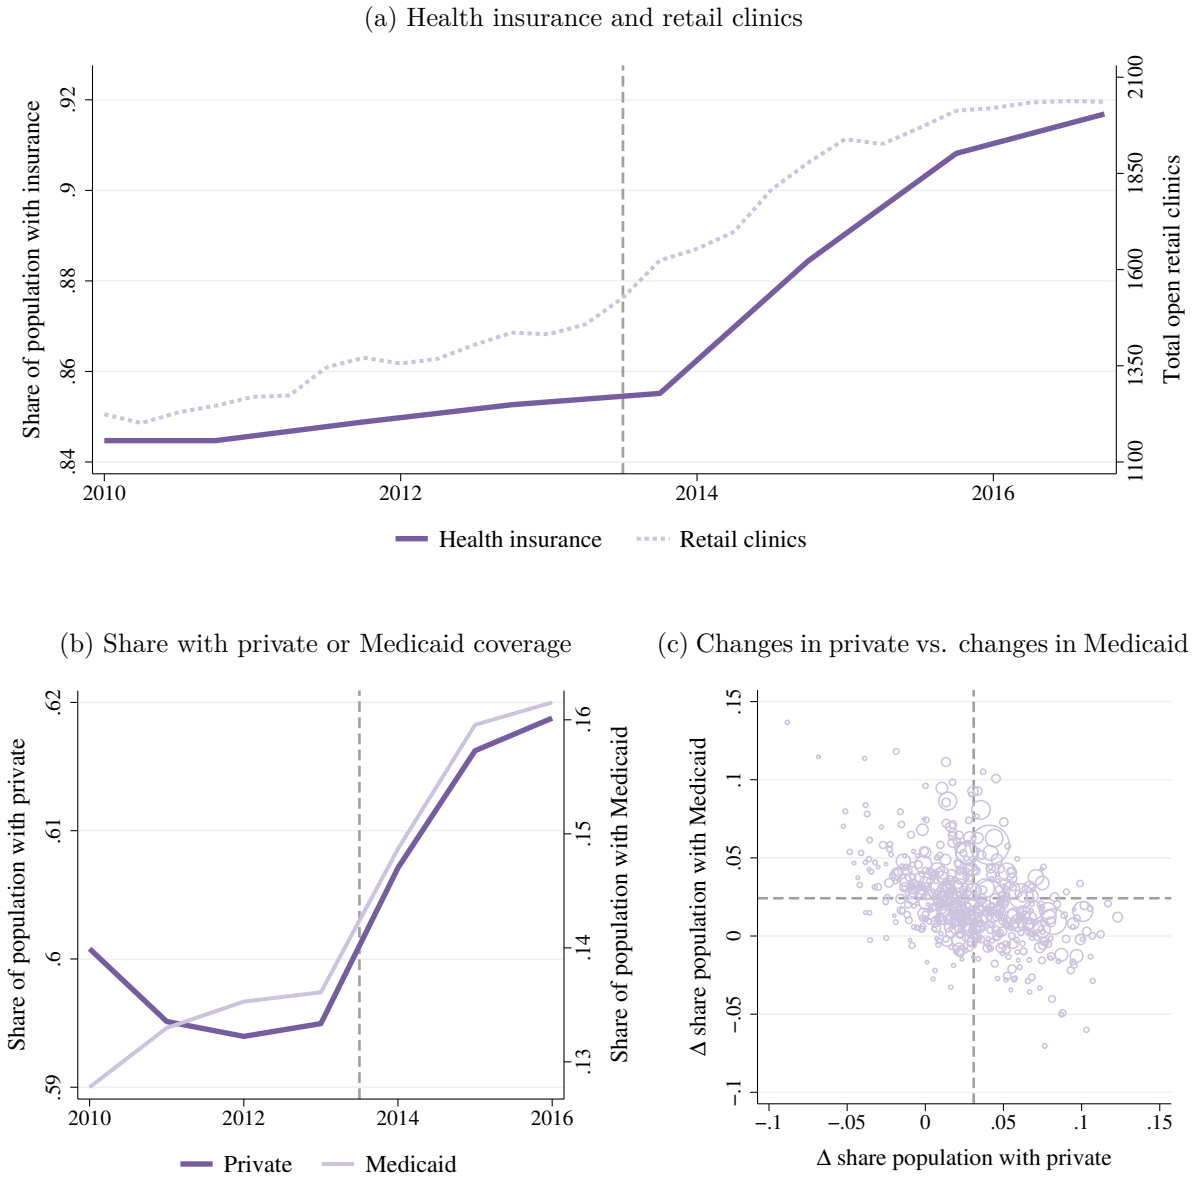 (a) Health insurance and retail clinics
Share of population with insurance
.92
.9
.88
.86
.84
2100
1850
1600
1350
1100
Total open retail clinics
2010 2012 2014 2016
Health insurance Retail clinics
(b) Share with private or Medicaid coverage
Share of population with private
.62
.61
.6
.59
.16
.15
.14
.13
Share of population with Medicaid
2010 2012 2014 2016
Private Medicaid
(c) Changes in private vs. changes in Medicaid
Δ share population with Medicaid
.15
.1
.05
0
-.05
-.1
-.1 -.05 0 .05 .1 .15
Δ share population with private